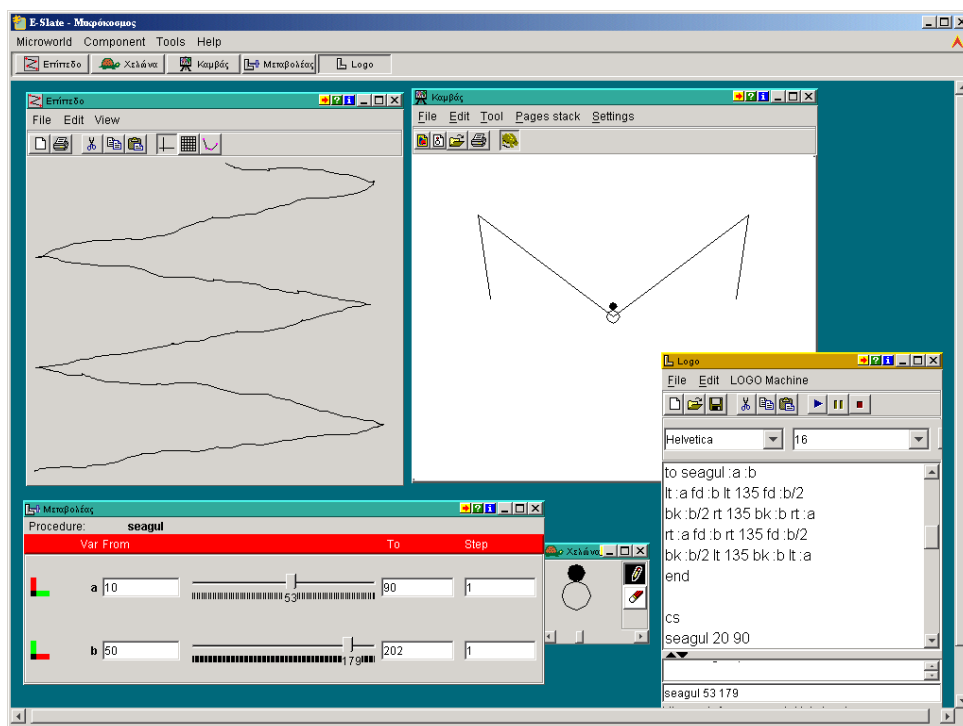 E-Slate - Μικρόκοσμος
Microworld Component Tools Help
Επίπεδο Χελώνα Καμβάς Μεταβολέας Logo
Επίπεδο
File Edit View
Καμβάς
File Edit Tool Pages stack Settings
Logo
File Edit LOGO Machine
Helvetica 16
to seagul :a :b
lt :a fd :b lt 135 fd :b/2
bk :b/2 rt 135 bk :b rt :a
rt :a fd :b rt 135 fd :b/2
bk :b/2 lt 135 bk :b lt :a
end
cs
seagul 20 90
seagul 53 179
Μεταβολέας
Procedure: seagul
Var From To Step
a 10 53 90 1
b 50 179 202 1
Χελώνα